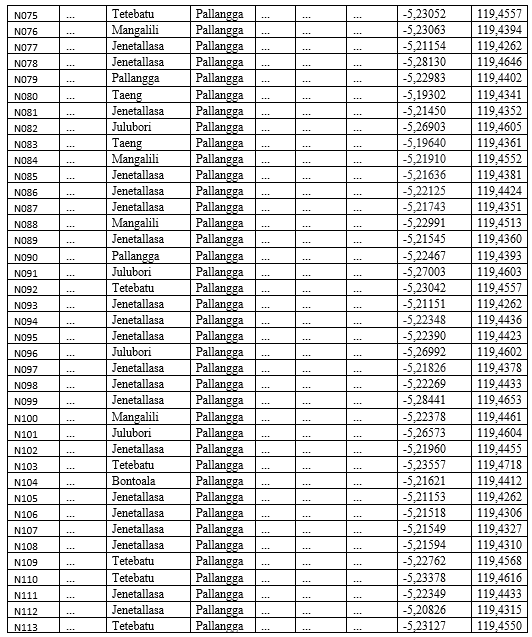 N075 ... Tetebatu Pallangga ... ... ... -5,23052 119,4557
N076 ... Mangalili Pallangga ... ... ... -5,23063 119,4394
N077 ... Jenetallasa Pallangga ... ... ... -5,21154 119,4262
N078 ... Jenetallasa Pallangga ... ... ... -5,28130 119,4646
N079 ... Pallangga Pallangga ... ... ... -5,22983 119,4402
N080 ... Taeng Pallangga ... ... ... -5,19302 119,4341
N081 ... Jenetallasa Pallangga ... ... ... -5,21450 119,4352
N082 ... Julubori Pallangga ... ... ... -5,26903 119,4605
N083 ... Taeng Pallangga ... ... ... -5,19640 119,4361
N084 ... Mangalili Pallangga ... ... ... -5,21910 119,4552
N085 ... Jenetallasa Pallangga ... ... ... -5,21636 119,4381
N086 ... Jenetallasa Pallangga ... ... ... -5,22125 119,4424
N087 ... Jenetallasa Pallangga ... ... ... -5,21743 119,4351
N088 ... Mangalili Pallangga ... ... ... -5,22991 119,4513
N089 ... Jenetallasa Pallangga ... ... ... -5,21545 119,4360
N090 ... Pallangga Pallangga ... ... ... -5,22467 119,4393
N091 ... Julubori Pallangga ... ... ... -5,27003 119,4603
N092 ... Tetebatu Pallangga ... ... ... -5,23042 119,4557
N093 ... Jenetallasa Pallangga ... ... ... -5,21151 119,4262
N094 ... Jenetallasa Pallangga ... ... ... -5,22348 119,4436
N095 ... Jenetallasa Pallangga ... ... ... -5,22390 119,4423
N096 ... Julubori Pallangga ... ... ... -5,26992 119,4602
N097 ... Jenetallasa Pallangga ... ... ... -5,21826 119,4378
N098 ... Jenetallasa Pallangga ... ... ... -5,22269 119,4433
N099 ... Jenetallasa Pallangga ... ... ... -5,28441 119,4653
N100 ... Mangalili Pallangga ... ... ... -5,22378 119,4461
N101 ... Julubori Pallangga ... ... ... -5,26573 119,4604
N102 ... Jenetallasa Pallangga ... ... ... -5,21960 119,4455
N103 ... Tetebatu Pallangga ... ... ... -5,23557 119,4718
N104 ... Bontoala Pallangga ... ... ... -5,21621 119,4412
N105 ... Jenetallasa Pallangga ... ... ... -5,21153 119,4262
N106 ... Jenetallasa Pallangga ... ... ... -5,21518 119,4306
N107 ... Jenetallasa Pallangga ... ... ... -5,21549 119,4327
N108 ... Jenetallasa Pallangga ... ... ... -5,21594 119,4310
N109 ... Tetebatu Pallangga ... ... ... -5,22762 119,4568
N110 ... Tetebatu Pallangga ... ... ... -5,23378 119,4616
N111 ... Jenetallasa Pallangga ... ... ... -5,22349 119,4433
N112 ... Jenetallasa Pallangga ... ... ... -5,20826 119,4315
N113 ... Tetebatu Pallangga ... ... ... -5,23127 119,4550